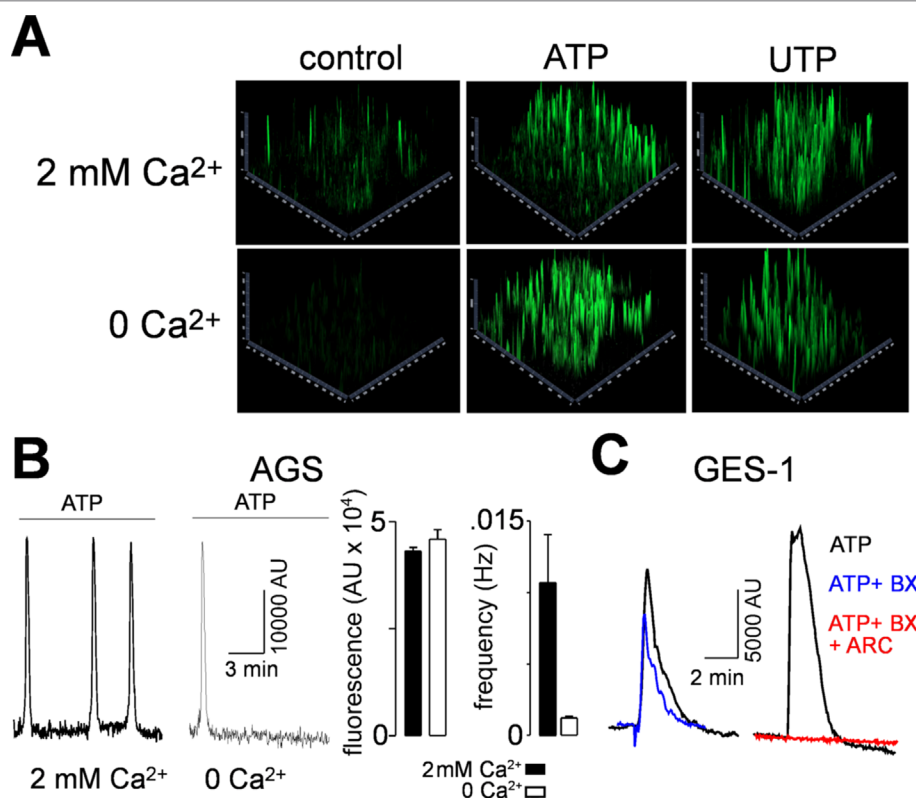 A
control ATP UTP
2 mM Ca²⁺
0 Ca²⁺
B
AGS
ATP
ATP
10000 AU
3 min
2 mM Ca²⁺
0 Ca²⁺
fluorescence (AU x 10⁴)
5
0
frequency (Hz)
.015
0
2mM Ca²⁺
0 Ca²⁺
C
GES-1
5000 AU
2 min
ATP
ATP+ BX
ATP+ BX
+ ARC